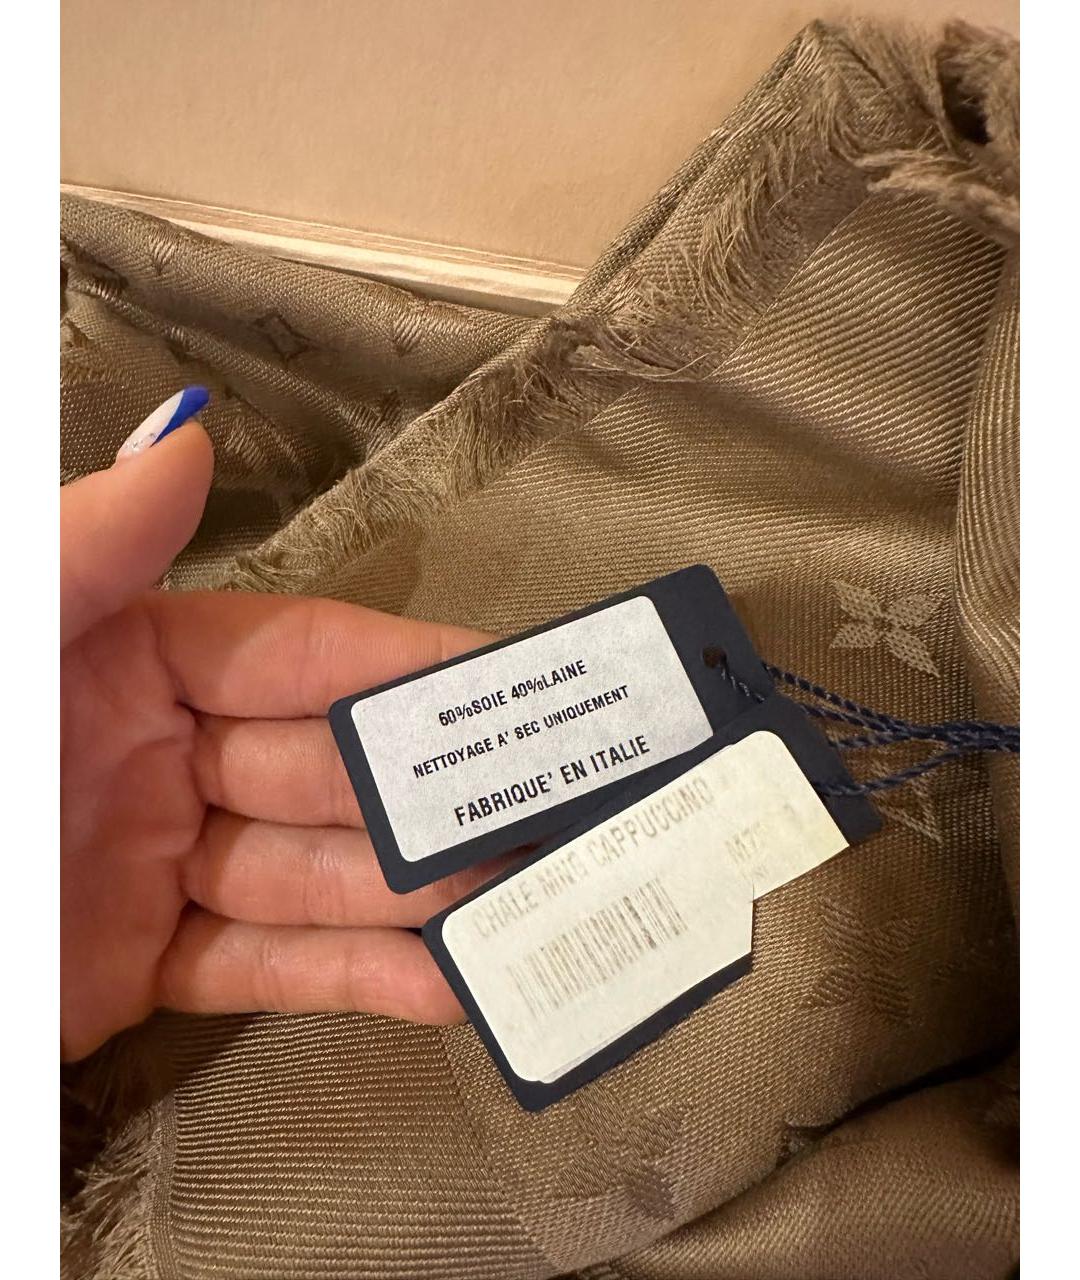 60%SOIE 40%LAINE
NETTOYAGE A' SEC UNIQUEMENT
FABRIQUE' EN ITALIE
CHALE MNG CAPPUCCINO